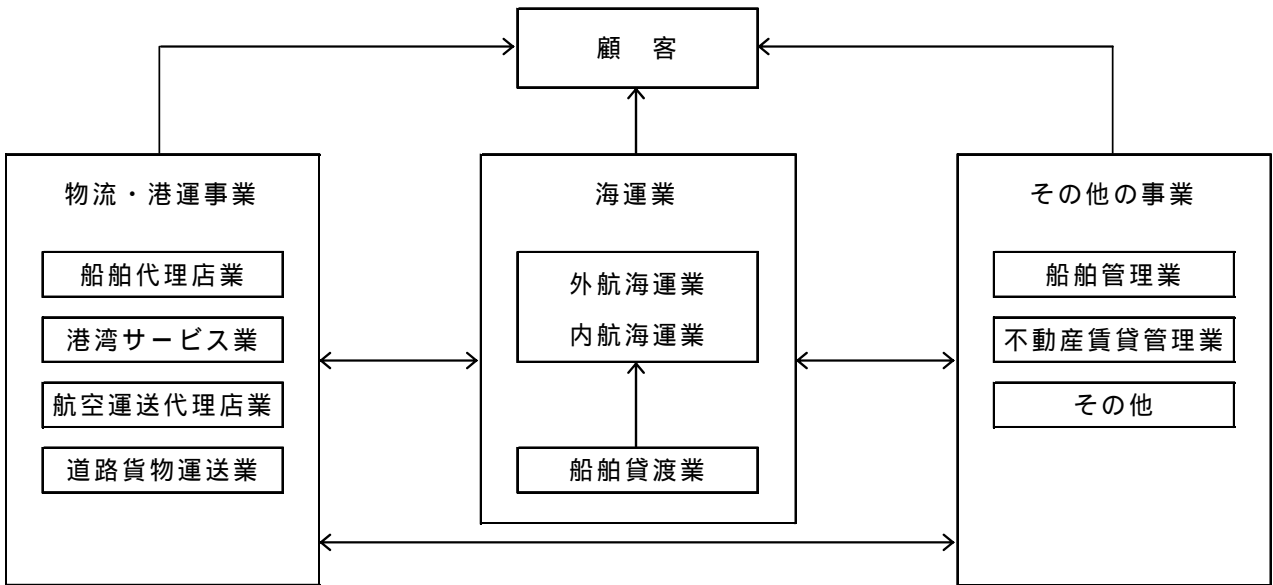 顧　客
物流・港運事業
船舶代理店業
港湾サービス業
航空運送代理店業
道路貨物運送業
海運業
外航海運業
内航海運業
船舶貸渡業
その他の事業
船舶管理業
不動産賃貸管理業
その他